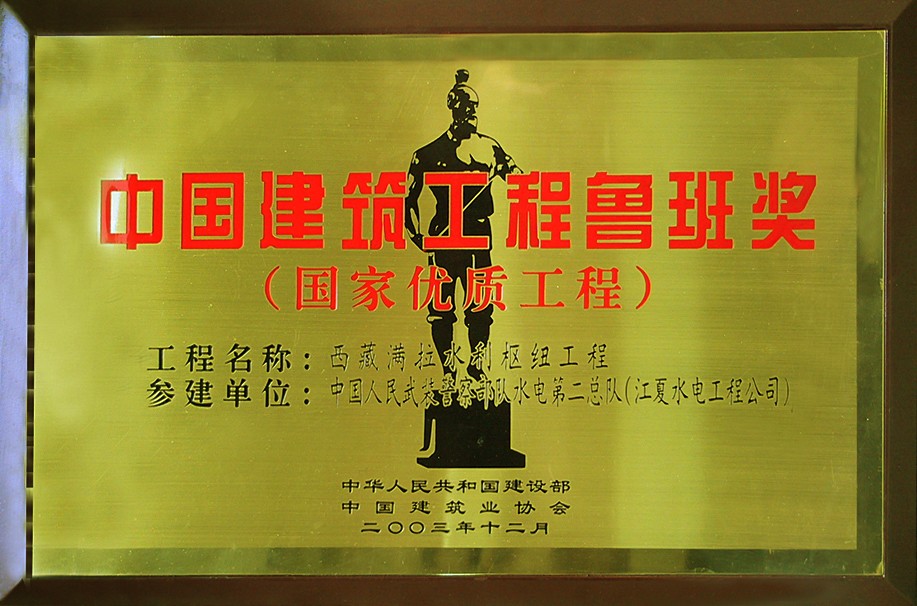 中国建筑工程鲁班奖
（国家优质工程）
工程名称：西藏满拉水利枢纽工程
参建单位：中国人民武装警察部队水电第二总队(江夏水电工程公司)
中华人民共和国建设部
中国建筑业协会
二〇〇三年十二月